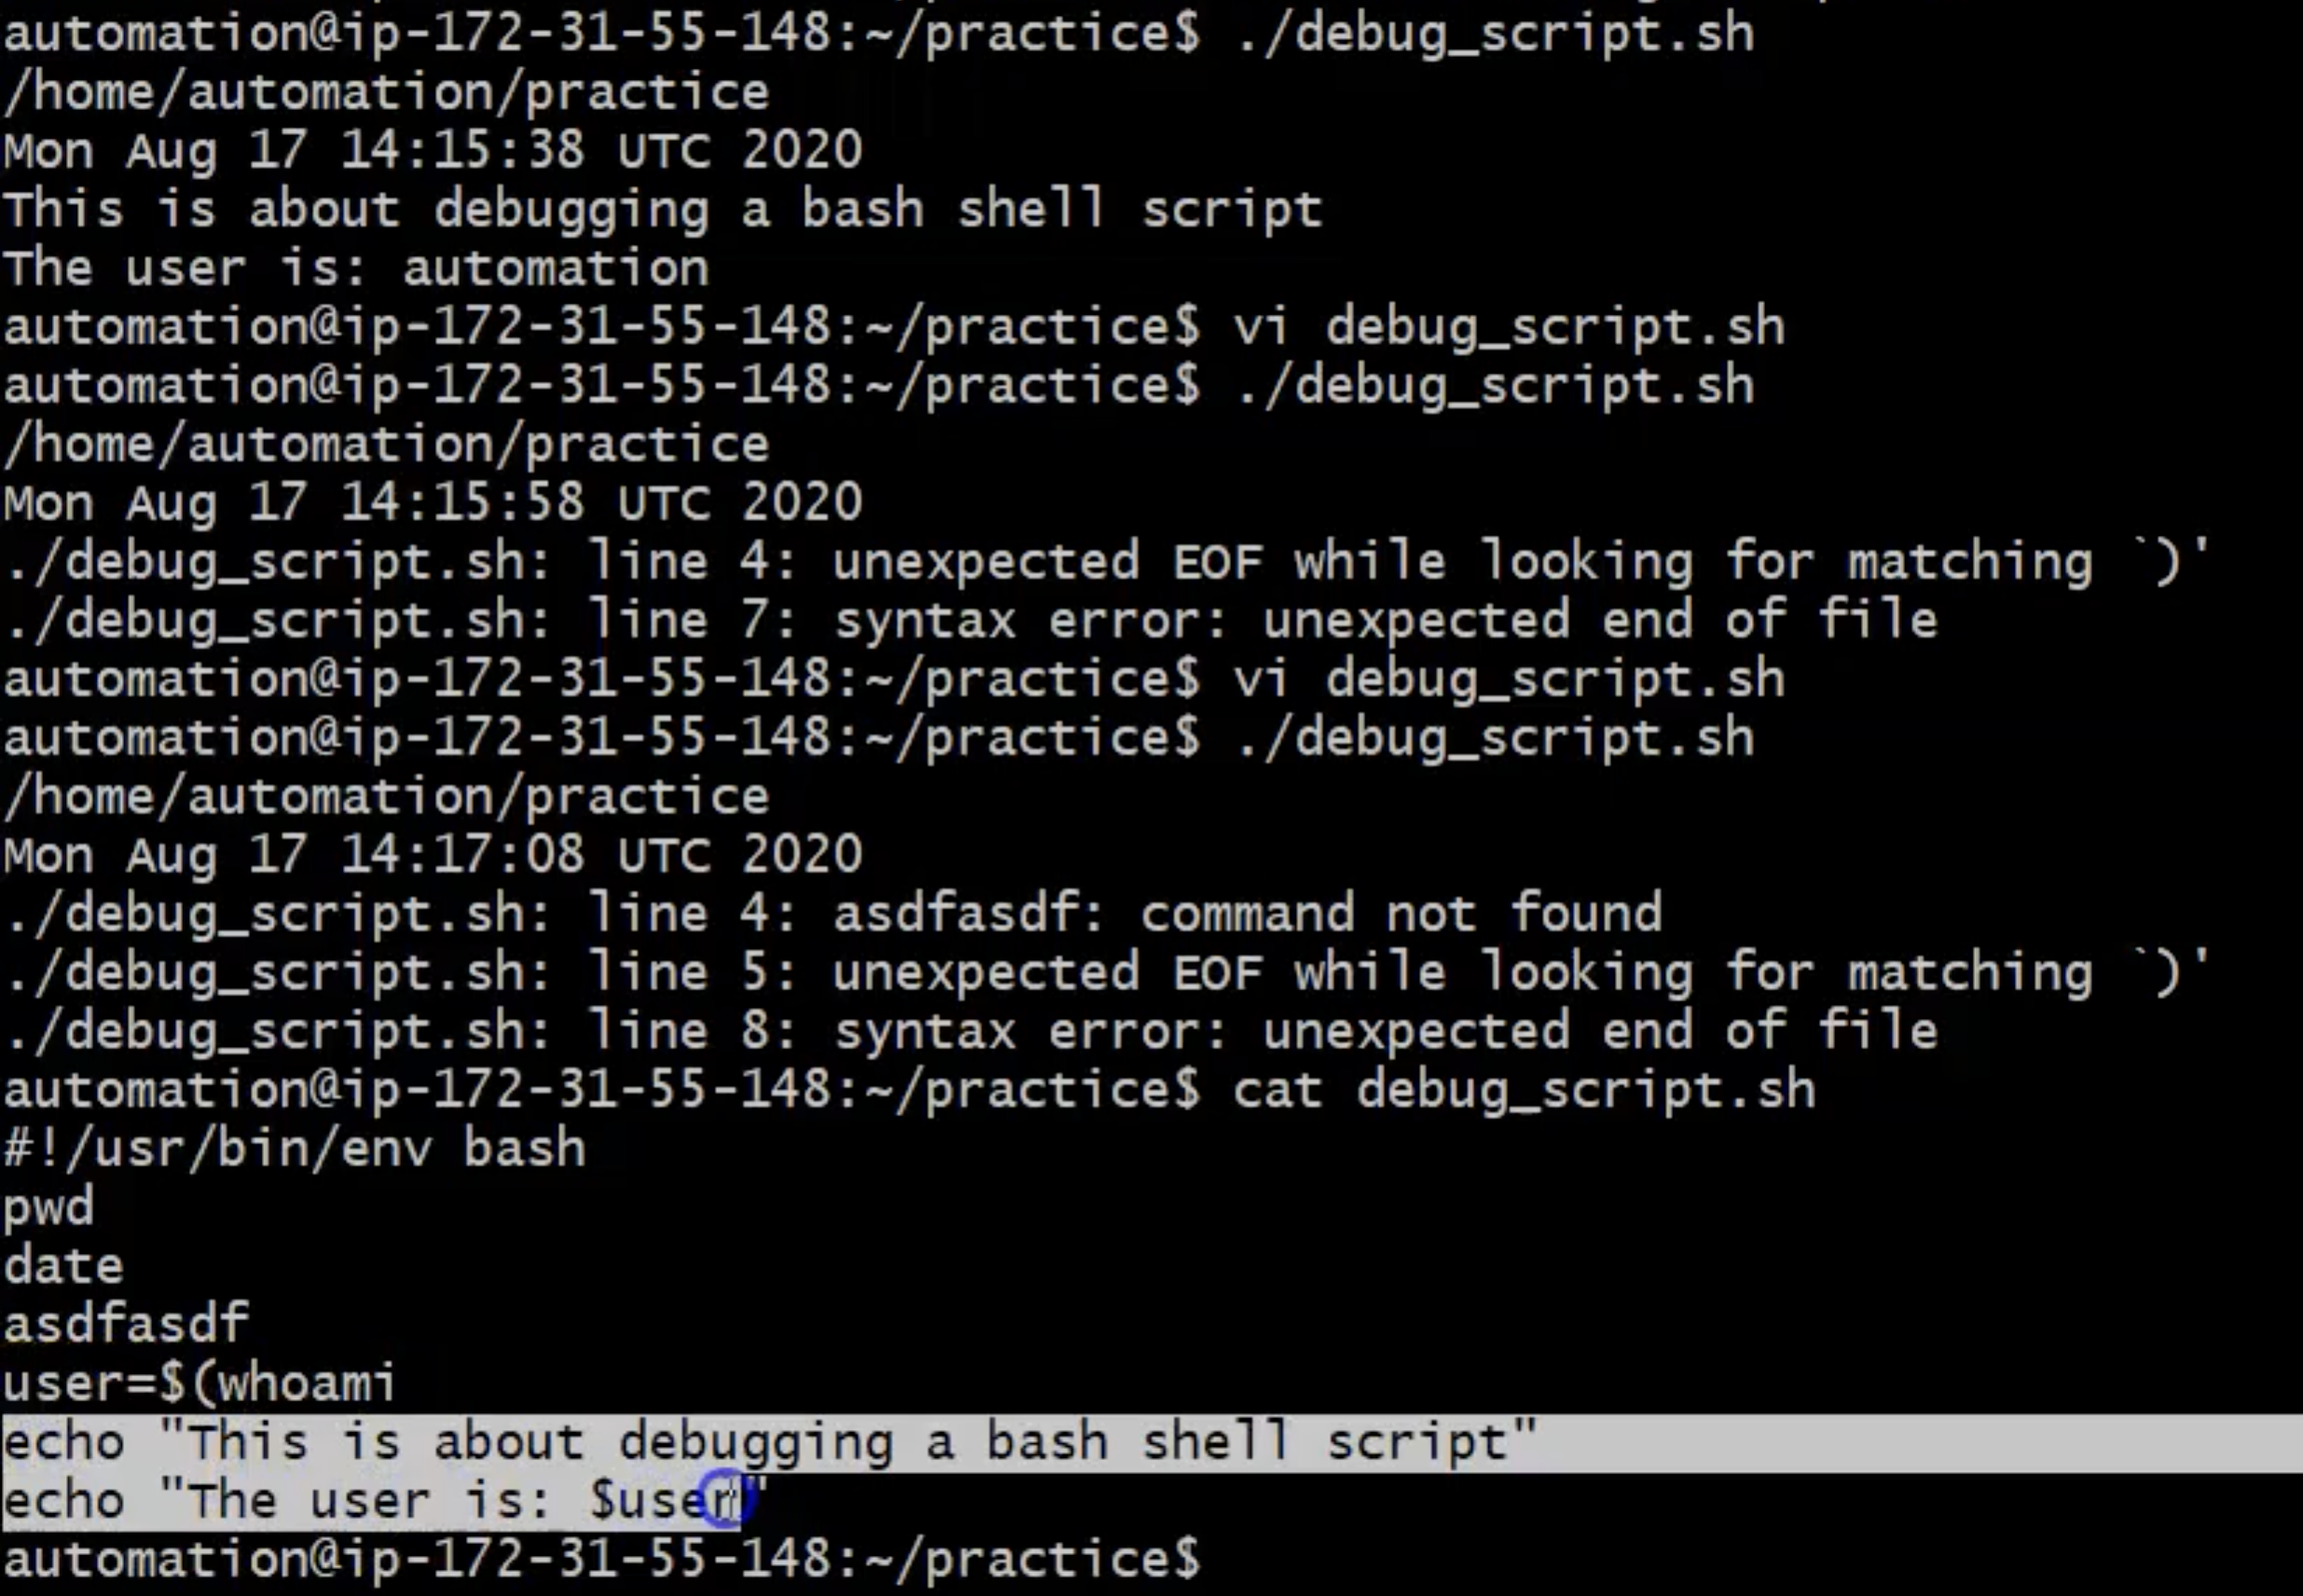 automation@ip-172-31-55-148:~/practice$ ./debug_script.sh
/home/automation/practice
Mon Aug 17 14:15:38 UTC 2020
This is about debugging a bash shell script
The user is: automation
automation@ip-172-31-55-148:~/practice$ vi debug_script.sh
automation@ip-172-31-55-148:~/practice$ ./debug_script.sh
/home/automation/practice
Mon Aug 17 14:15:58 UTC 2020
./debug_script.sh: line 4: unexpected EOF while looking for matching `)'
./debug_script.sh: line 7: syntax error: unexpected end of file
automation@ip-172-31-55-148:~/practice$ vi debug_script.sh
automation@ip-172-31-55-148:~/practice$ ./debug_script.sh
/home/automation/practice
Mon Aug 17 14:17:08 UTC 2020
./debug_script.sh: line 4: asdfasdf: command not found
./debug_script.sh: line 5: unexpected EOF while looking for matching `)'
./debug_script.sh: line 8: syntax error: unexpected end of file
automation@ip-172-31-55-148:~/practice$ cat debug_script.sh
#!/usr/bin/env bash
pwd
date
asdfasdf
user=$(whoami
echo "This is about debugging a bash shell script"
echo "The user is: $user"
automation@ip-172-31-55-148:~/practice$